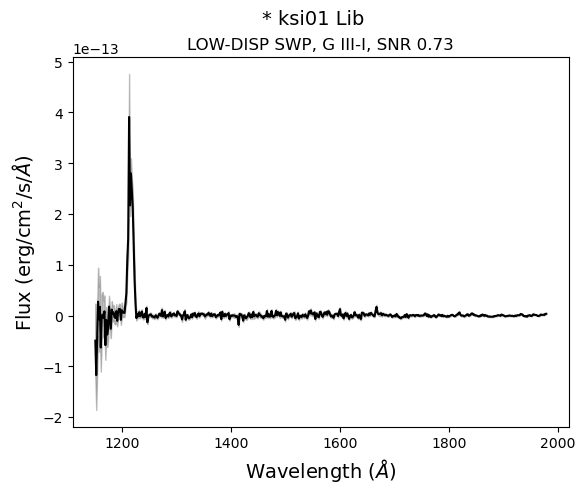 * ksi01 Lib
LOW-DISP SWP, G III-I, SNR 0.73
1e−13
5
4
3
2
1
0
−1
−2
Flux (erg/cm²/s/Å)
1200 1400 1600 1800 2000
Wavelength (Å)